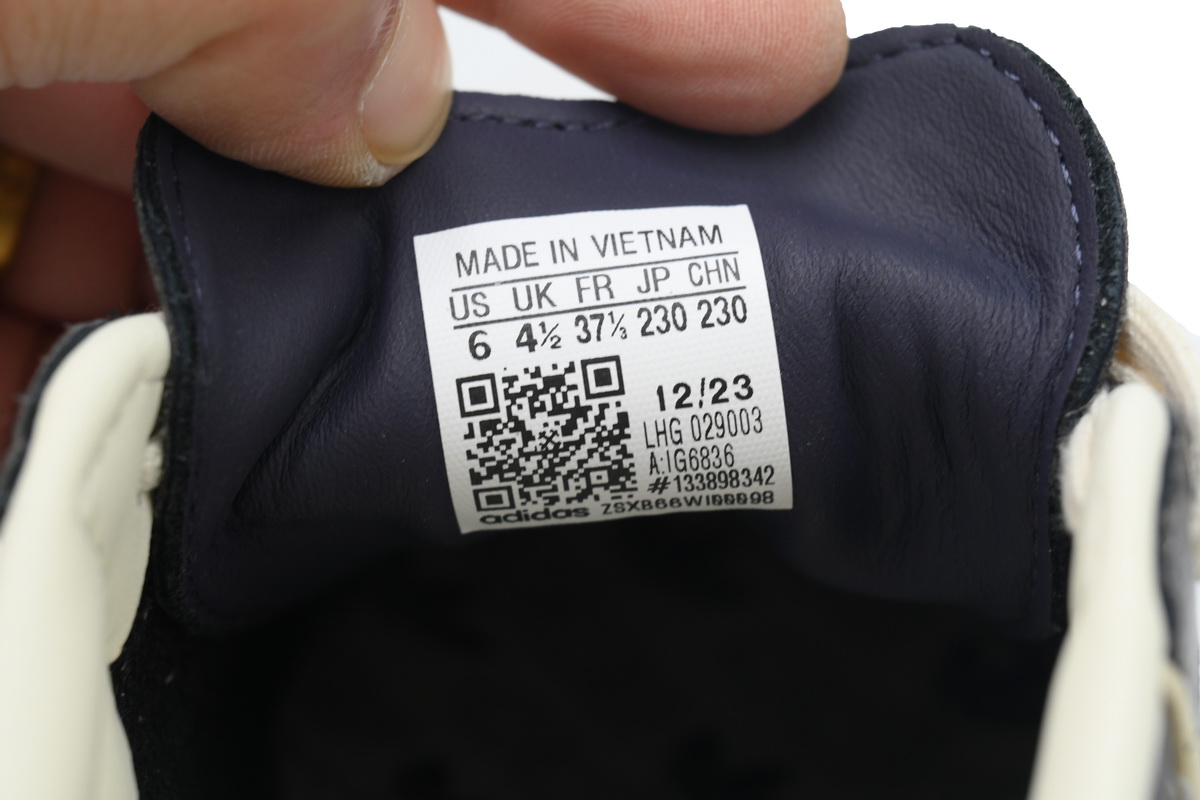 MADE IN VIETNAM
US UK FR JP CHN
6 4½ 37⅓ 230 230
12/23
LHG 029003
A:IG6836
#133898342
adidas ZSXB66WI00098